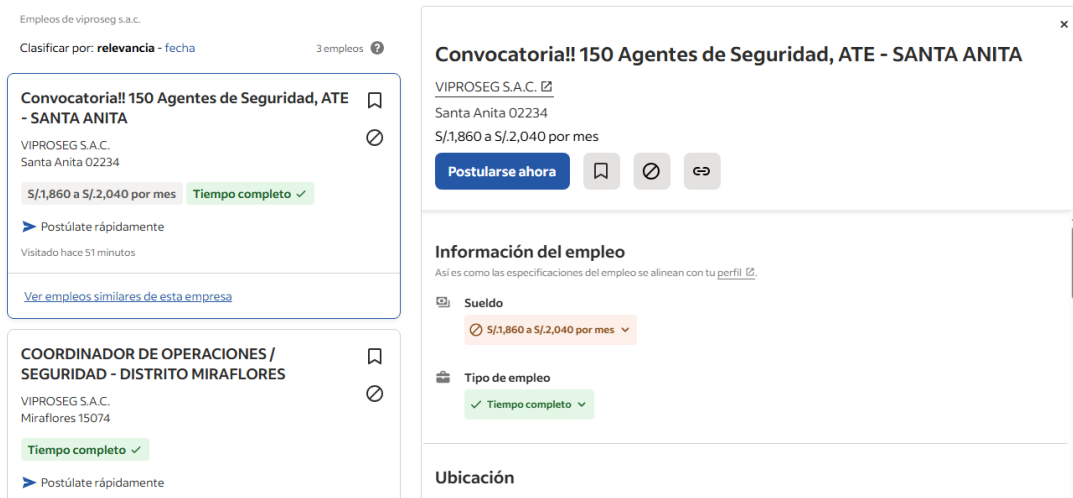 Empleos de viproseg s.a.c.
Clasificar por: relevancia - fecha
3 empleos
Convocatoria!! 150 Agentes de Seguridad, ATE
- SANTA ANITA
VIPROSEG S.A.C.
Santa Anita 02234
S/.1,860 a S/.2,040 por mes
Tiempo completo
Postúlate rápidamente
Visitado hace 51 minutos
Ver empleos similares de esta empresa
COORDINADOR DE OPERACIONES /
SEGURIDAD - DISTRITO MIRAFLORES
VIPROSEG S.A.C.
Miraflores 15074
Tiempo completo
Postúlate rápidamente
Convocatoria!! 150 Agentes de Seguridad, ATE - SANTA ANITA
VIPROSEG S.A.C.
Santa Anita 02234
S/.1,860 a S/.2,040 por mes
Postularse ahora
Información del empleo
Así es como las especificaciones del empleo se alinean con tu perfil.
Sueldo
S/.1,860 a S/.2,040 por mes
Tipo de empleo
Tiempo completo
Ubicación